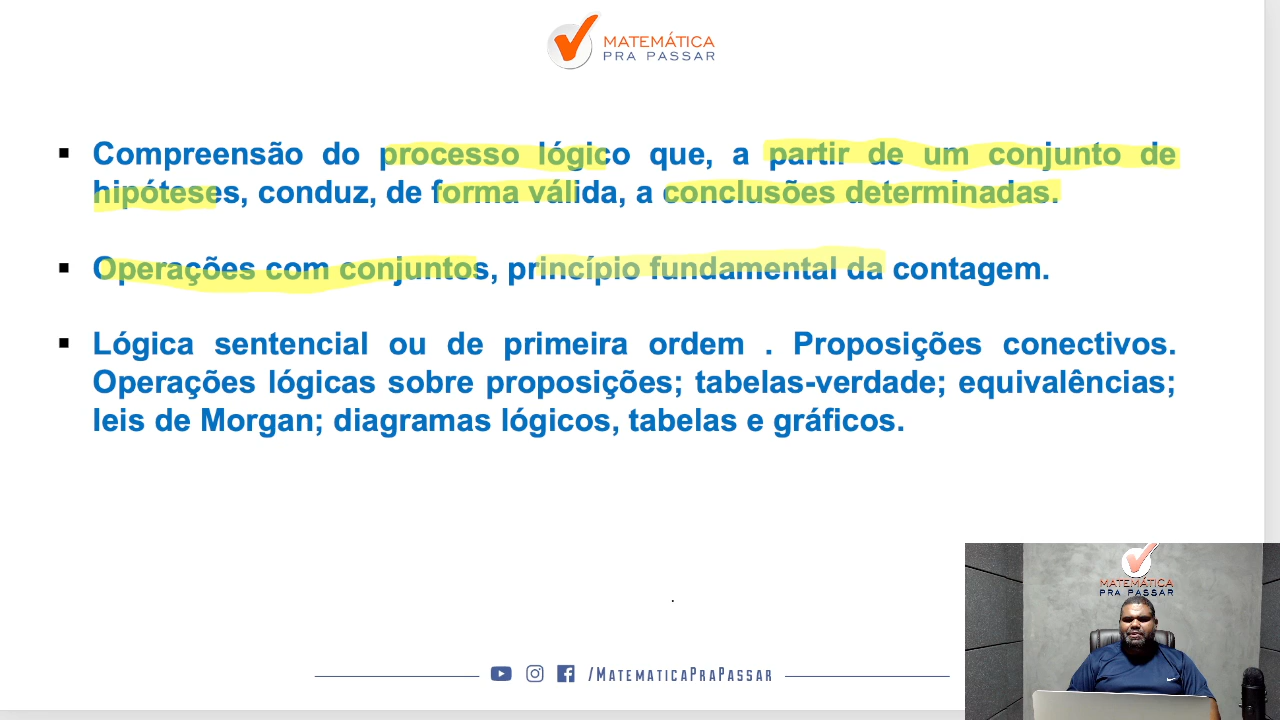 MATEMÁTICA
PRA PASSAR
Compreensão do processo lógico que, a partir de um conjunto de
hipóteses, conduz, de forma válida, a conclusões determinadas.
Operações com conjuntos, princípio fundamental da contagem.
Lógica sentencial ou de primeira ordem . Proposições conectivos.
Operações lógicas sobre proposições; tabelas-verdade; equivalências;
leis de Morgan; diagramas lógicos, tabelas e gráficos.
/MATEMATICAPRAPASSAR
MATEMÁTICA
PRA PASSAR